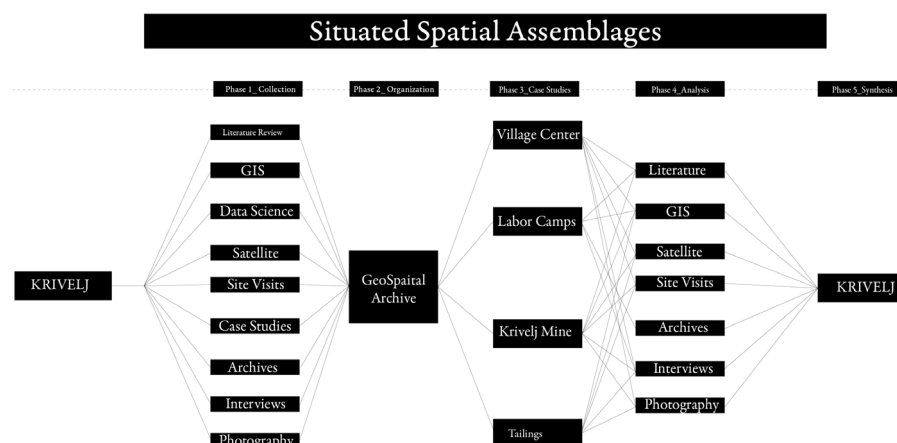 Situated Spatial Assemblages
Phase 1_ Collection
Phase 2_ Organization
Phase 3_Case Studies
Phase 4_Analysis
Phase 5_Synthesis
KRIVELJ
Literature Review
GIS
Data Science
Satellite
Site Visits
Case Studies
Archives
Interviews
Photography
GeoSpaital
Archive
Village Center
Labor Camps
Krivelj Mine
Tailings
Literature
GIS
Satellite
Site Visits
Archives
Interviews
Photography
KRIVELJ